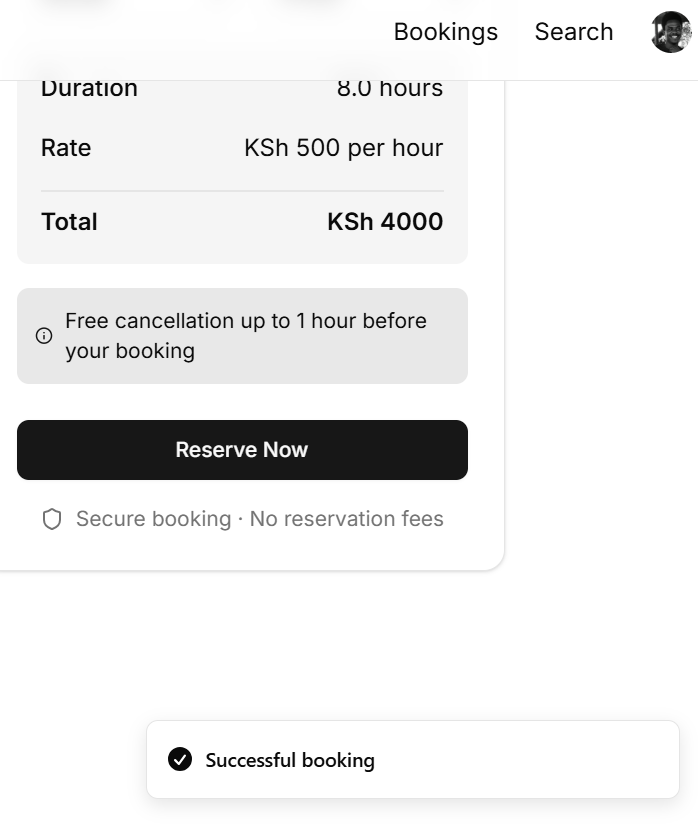 Bookings Search
Duration 8.0 hours
Rate KSh 500 per hour
Total KSh 4000
Free cancellation up to 1 hour before
your booking
Reserve Now
Secure booking · No reservation fees
Successful booking